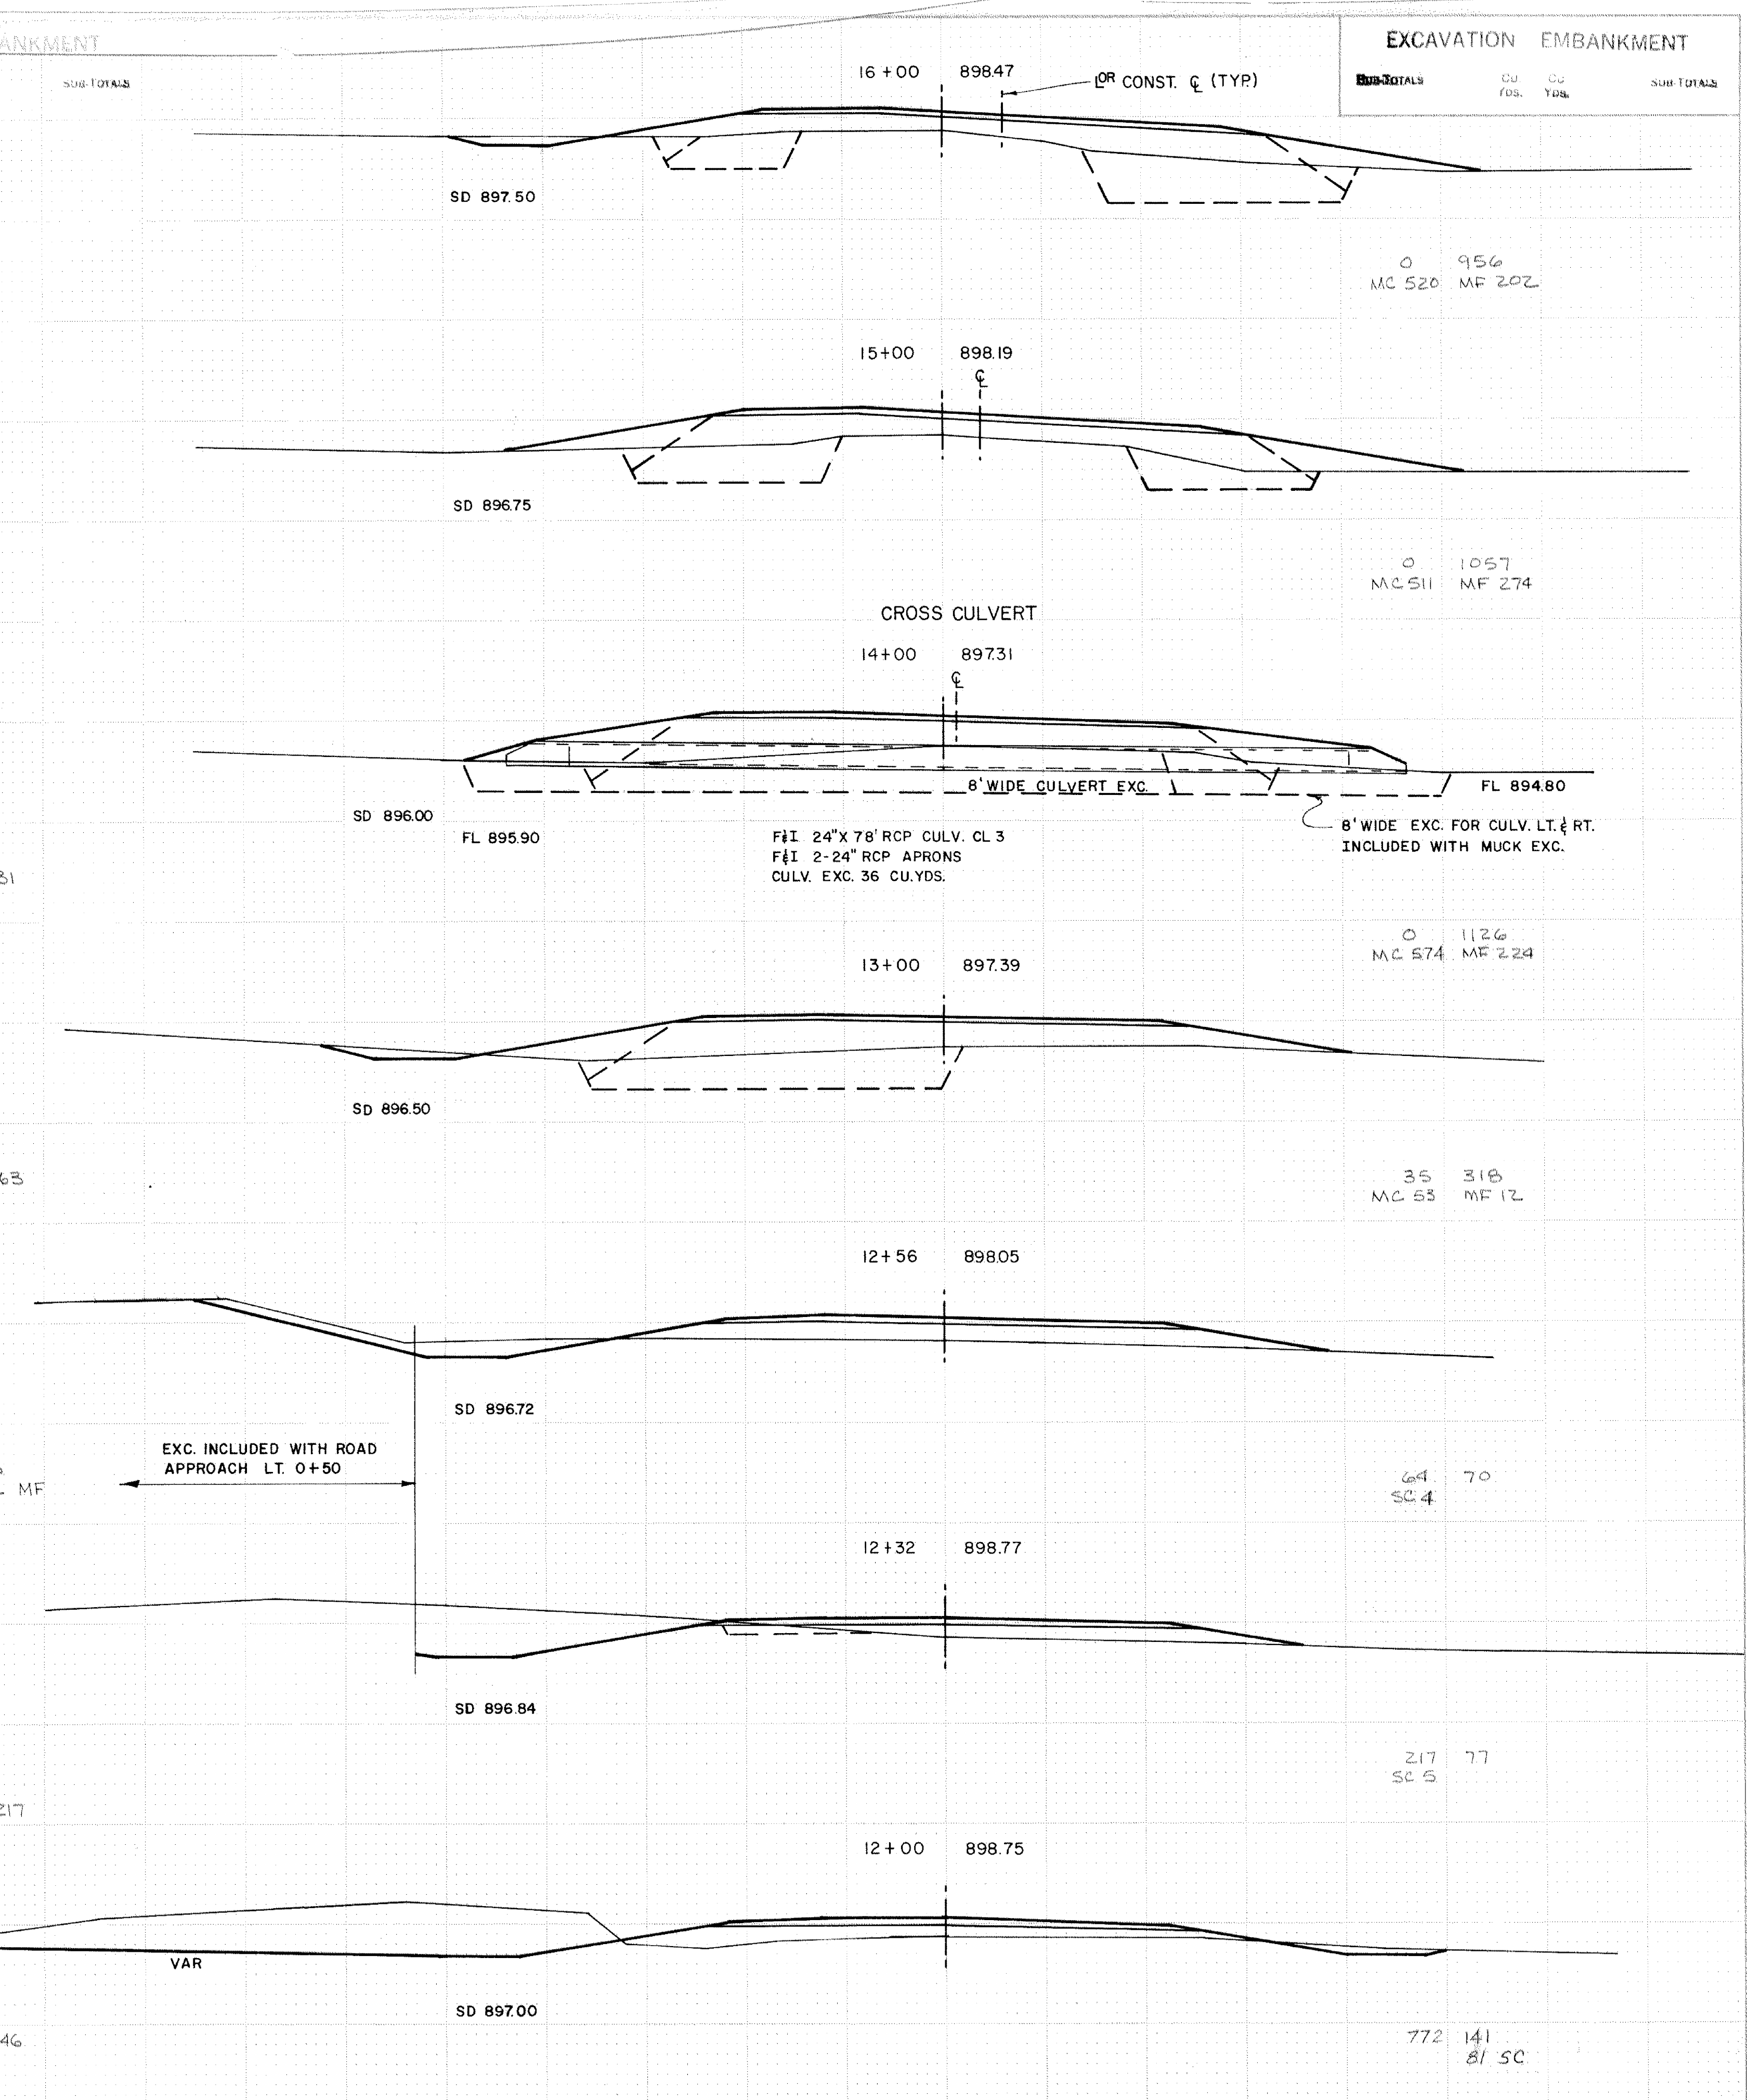 ANKMENT
SUB-TOTALS
EXCAVATION EMBANKMENT
CU. YDS. CU. YDS. SUB-TOTALS
16+00 898.47
L OR CONST. ℄ (TYP.)
SD 897.50
0 956
MC 520 MF 202
15+00 898.19
℄
SD 896.75
0 1057
MC 511 MF 274
CROSS CULVERT
14+00 897.31
℄
8' WIDE CULVERT EXC.
FL 894.80
SD 896.00
FL 895.90
F&I 24"X 78' RCP CULV. CL 3
F&I 2-24" RCP APRONS
CULV. EXC. 36 CU.YDS.
8' WIDE EXC. FOR CULV. LT. & RT.
INCLUDED WITH MUCK EXC.
31
0 1126
MC 574 MF 224
13+00 897.39
SD 896.50
63
35 318
MC 53 MF 12
12+56 898.05
SD 896.72
EXC. INCLUDED WITH ROAD
APPROACH LT. 0+50
MF
64 70
SC 4
12+32 898.77
SD 896.84
217 77
SC 5
217
12+00 898.75
VAR
SD 897.00
46
772 141
81 SC